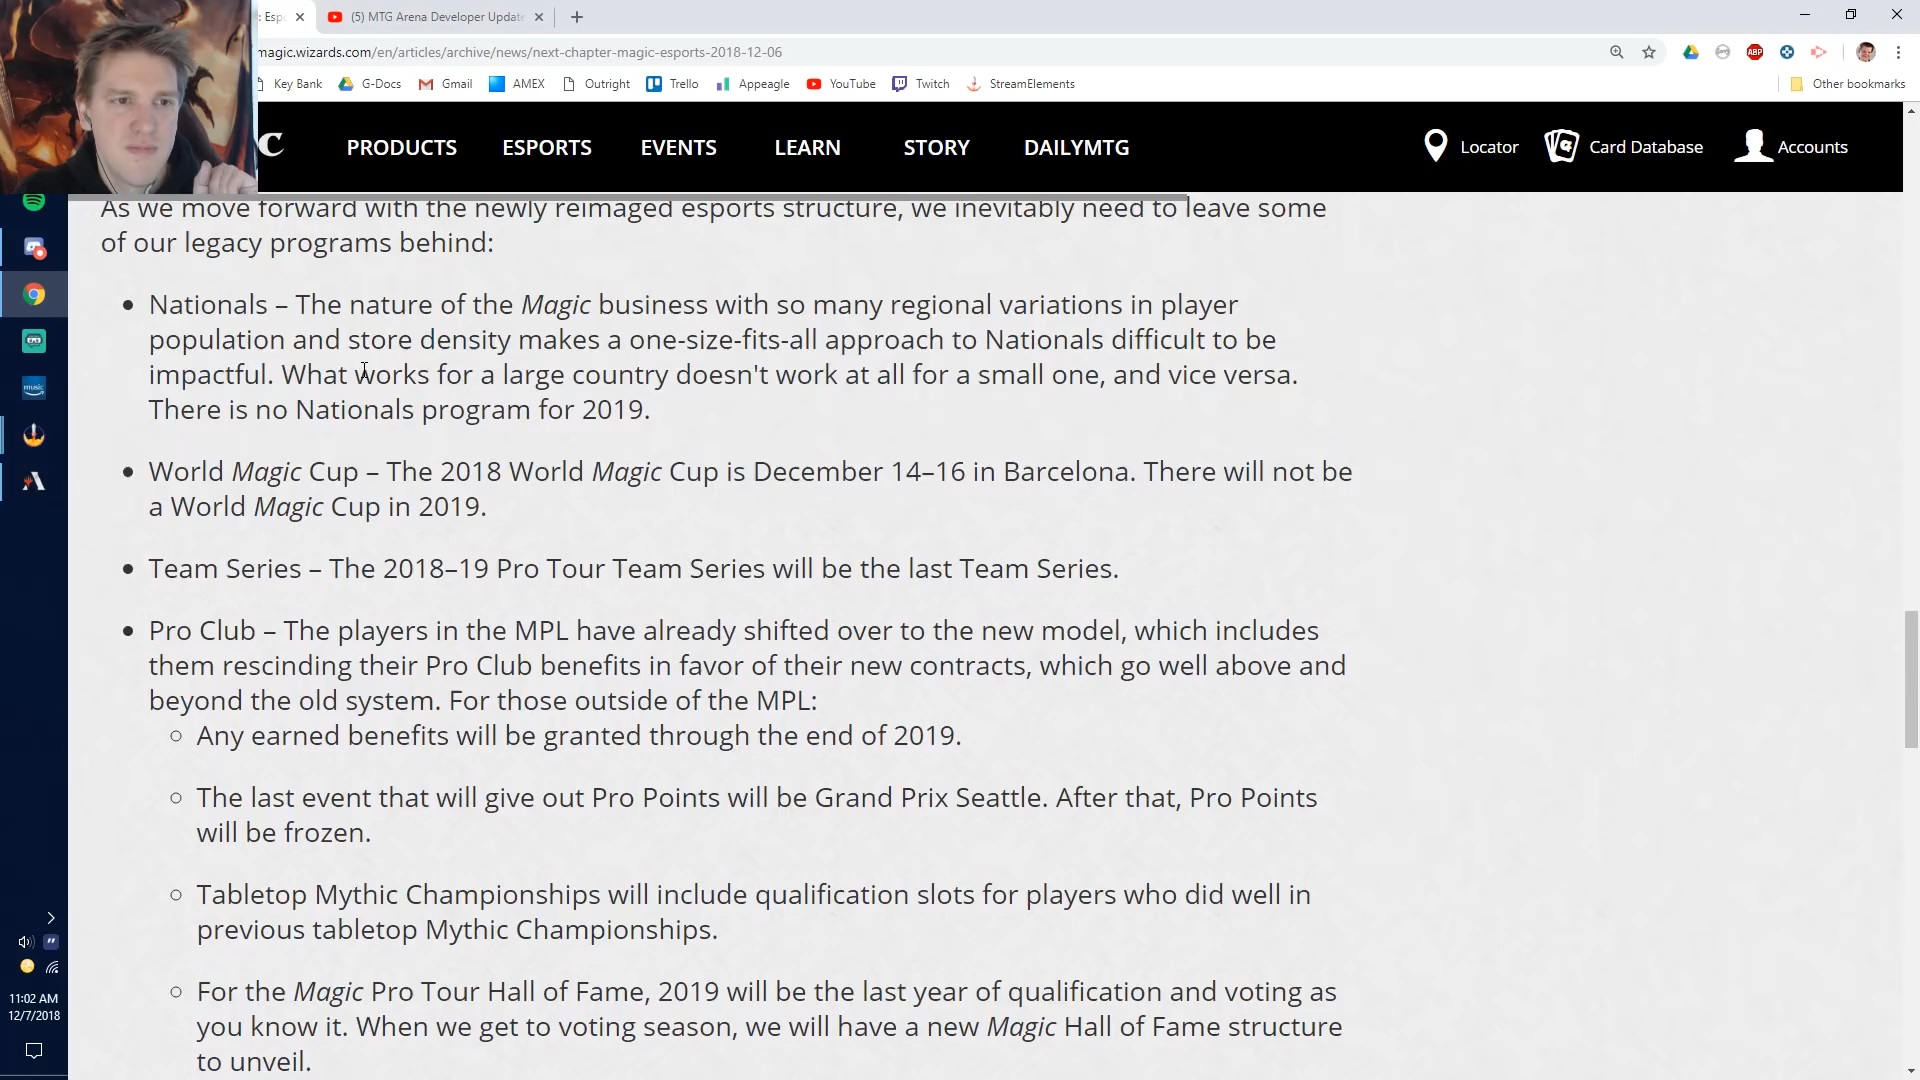 : Espo
(5) MTG Arena Developer Update
magic.wizards.com/en/articles/archive/news/next-chapter-magic-esports-2018-12-06
Key Bank G-Docs Gmail AMEX Outright Trello Appeagle YouTube Twitch StreamElements Other bookmarks
C PRODUCTS ESPORTS EVENTS LEARN STORY DAILYMTG Locator Card Database Accounts
As we move forward with the newly reimaged esports structure, we inevitably need to leave some
of our legacy programs behind:
• Nationals – The nature of the Magic business with so many regional variations in player
population and store density makes a one-size-fits-all approach to Nationals difficult to be
impactful. What works for a large country doesn't work at all for a small one, and vice versa.
There is no Nationals program for 2019.
• World Magic Cup – The 2018 World Magic Cup is December 14–16 in Barcelona. There will not be
a World Magic Cup in 2019.
• Team Series – The 2018–19 Pro Tour Team Series will be the last Team Series.
• Pro Club – The players in the MPL have already shifted over to the new model, which includes
them rescinding their Pro Club benefits in favor of their new contracts, which go well above and
beyond the old system. For those outside of the MPL:
○ Any earned benefits will be granted through the end of 2019.
○ The last event that will give out Pro Points will be Grand Prix Seattle. After that, Pro Points
will be frozen.
○ Tabletop Mythic Championships will include qualification slots for players who did well in
previous tabletop Mythic Championships.
○ For the Magic Pro Tour Hall of Fame, 2019 will be the last year of qualification and voting as
you know it. When we get to voting season, we will have a new Magic Hall of Fame structure
to unveil.
music
11:02 AM
12/7/2018
ABP